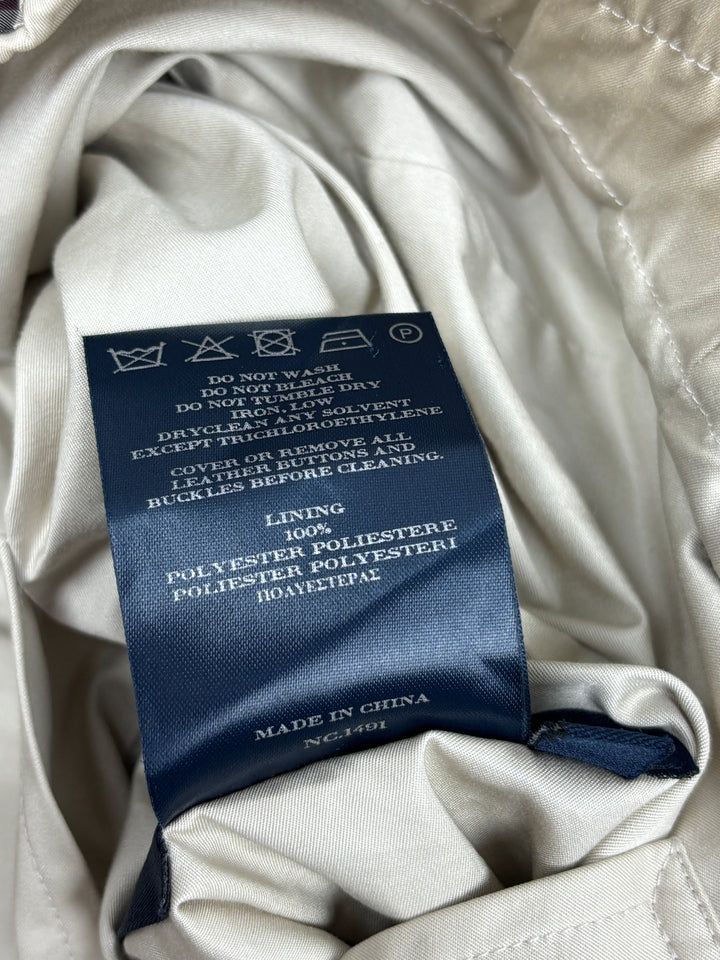 P
DO NOT WASH
DO NOT BLEACH
DO NOT TUMBLE DRY
IRON, LOW
DRYCLEAN ANY SOLVENT
EXCEPT TRICHLOROETHYLENE
COVER OR REMOVE ALL
LEATHER BUTTONS AND
BUCKLES BEFORE CLEANING.
LINING
100%
POLYESTER POLIESTERE
POLIESTER POLYESTERI
ΠΟΛΥΕΣΤΕΡΑΣ
MADE IN CHINA
NC.1491